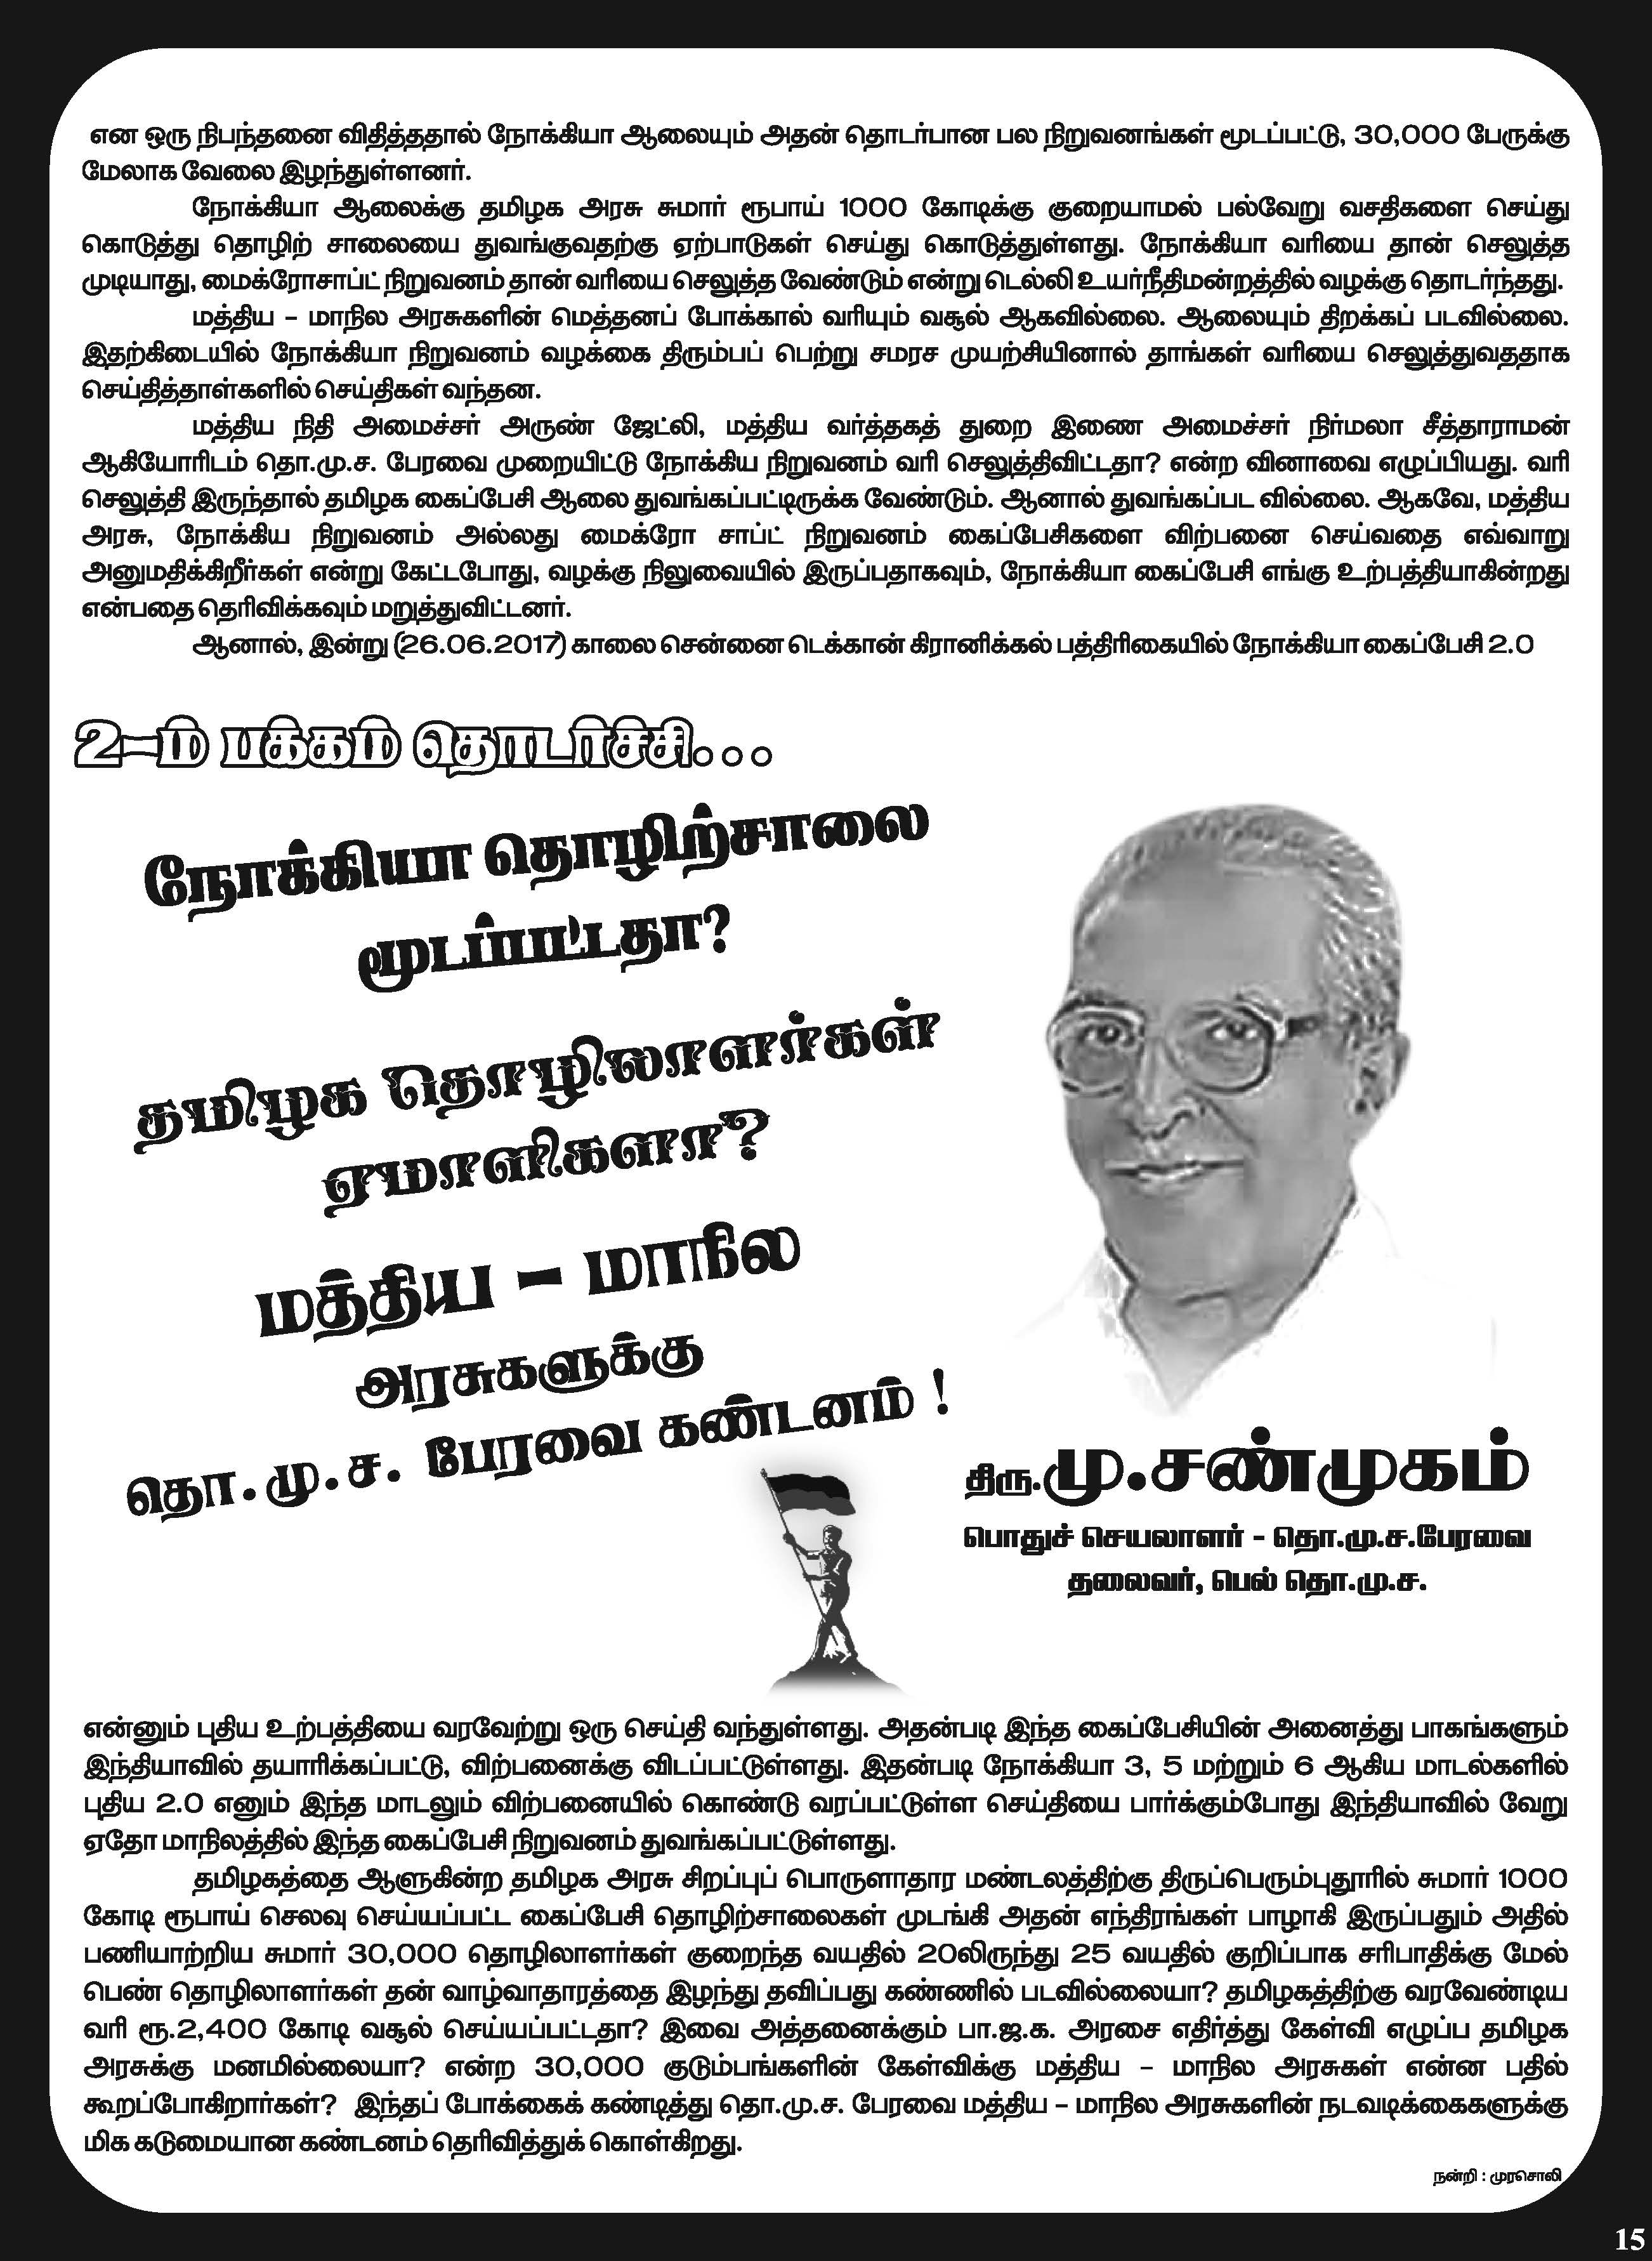 என ஒரு நிபந்தனை விதித்ததால் நோக்கியா ஆலையும் அதன் தொடர்பான பல நிறுவனங்கள் மூடப்பட்டு, 30,000 பேருக்கு
மேலாக வேலை இழந்துள்ளனர்.
நோக்கியா ஆலைக்கு தமிழக அரசு சுமார் ரூபாய் 1000 கோடிக்கு குறையாமல் பல்வேறு வசதிகளை செய்து
கொடுத்து தொழிற் சாலையை துவங்குவதற்கு ஏற்பாடுகள் செய்து கொடுத்துள்ளது. நோக்கியா வரியை தான் செலுத்த
முடியாது, மைக்ரோசாப்ட் நிறுவனம் தான் வரியை செலுத்த வேண்டும் என்று டெல்லி உயர்நீதிமன்றத்தில் வழக்கு தொடர்ந்தது.
மத்திய – மாநில அரசுகளின் மெத்தனப் போக்கால் வரியும் வசூல் ஆகவில்லை. ஆலையும் திறக்கப் படவில்லை.
இதற்கிடையில் நோக்கியா நிறுவனம் வழக்கை திரும்பப் பெற்று சமரச முயற்சியினால் தாங்கள் வரியை செலுத்துவததாக
செய்தித்தாள்களில் செய்திகள் வந்தன.
மத்திய நிதி அமைச்சர் அருண் ஜேட்லி, மத்திய வர்த்தகத் துறை இணை அமைச்சர் நிர்மலா சீத்தாராமன்
ஆகியோரிடம் தொ.மு.ச. பேரவை முறையிட்டு நோக்கிய நிறுவனம் வரி செலுத்திவிட்டதா? என்ற வினாவை எழுப்பியது. வரி
செலுத்தி இருந்தால் தமிழக கைப்பேசி ஆலை துவங்கப்பட்டிருக்க வேண்டும். ஆனால் துவங்கப்பட வில்லை. ஆகவே, மத்திய
அரசு, நோக்கிய நிறுவனம் அல்லது மைக்ரோ சாப்ட் நிறுவனம் கைப்பேசிகளை விற்பனை செய்வதை எவ்வாறு
அனுமதிக்கிறீர்கள் என்று கேட்டபோது, வழக்கு நிலுவையில் இருப்பதாகவும், நோக்கியா கைப்பேசி எங்கு உற்பத்தியாகின்றது
என்பதை தெரிவிக்கவும் மறுத்துவிட்டனர்.
ஆனால், இன்று (26.06.2017) காலை சென்னை டெக்கான் கிரானிக்கல் பத்திரிகையில் நோக்கியா கைப்பேசி 2.0
2–ம் பக்கம் தொடர்ச்சி...
நோக்கியா தொழிற்சாலை
மூடப்பட்டதா?
தமிழக தொழிலாளர்கள்
ஏமாளிகளா?
மத்திய – மாநில
அரசுகளுக்கு
தொ.மு.ச. பேரவை கண்டனம் !
திரு.மு.சண்முகம்
பொதுச் செயலாளர் - தொ.மு.ச.பேரவை
தலைவர், பெல் தொ.மு.ச.
என்னும் புதிய உற்பத்தியை வரவேற்று ஒரு செய்தி வந்துள்ளது. அதன்படி இந்த கைப்பேசியின் அனைத்து பாகங்களும்
இந்தியாவில் தயாரிக்கப்பட்டு, விற்பனைக்கு விடப்பட்டுள்ளது. இதன்படி நோக்கியா 3, 5 மற்றும் 6 ஆகிய மாடல்களில்
புதிய 2.0 எனும் இந்த மாடலும் விற்பனையில் கொண்டு வரப்பட்டுள்ள செய்தியை பார்க்கும்போது இந்தியாவில் வேறு
ஏதோ மாநிலத்தில் இந்த கைப்பேசி நிறுவனம் துவங்கப்பட்டுள்ளது.
தமிழகத்தை ஆளுகின்ற தமிழக அரசு சிறப்புப் பொருளாதார மண்டலத்திற்கு திருப்பெரும்புதூரில் சுமார் 1000
கோடி ரூபாய் செலவு செய்யப்பட்ட கைப்பேசி தொழிற்சாலைகள் முடங்கி அதன் எந்திரங்கள் பாழாகி இருப்பதும் அதில்
பணியாற்றிய சுமார் 30,000 தொழிலாளர்கள் குறைந்த வயதில் 20லிருந்து 25 வயதில் குறிப்பாக சரிபாதிக்கு மேல்
பெண் தொழிலாளர்கள் தன் வாழ்வாதாரத்தை இழந்து தவிப்பது கண்ணில் படவில்லையா? தமிழகத்திற்கு வரவேண்டிய
வரி ரூ.2,400 கோடி வசூல் செய்யப்பட்டதா? இவை அத்தனைக்கும் பா.ஜ.க. அரசை எதிர்த்து கேள்வி எழுப்ப தமிழக
அரசுக்கு மனமில்லையா? என்ற 30,000 குடும்பங்களின் கேள்விக்கு மத்திய – மாநில அரசுகள் என்ன பதில்
கூறப்போகிறார்கள்? இந்தப் போக்கைக் கண்டித்து தொ.மு.ச. பேரவை மத்திய – மாநில அரசுகளின் நடவடிக்கைகளுக்கு
மிக கடுமையான கண்டனம் தெரிவித்துக் கொள்கிறது.
நன்றி : முரசொலி
15